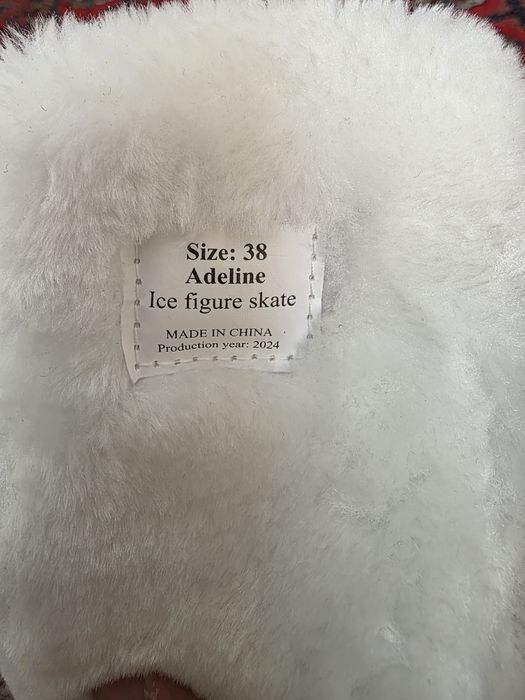 Size: 38
Adeline
Ice figure skate
MADE IN CHINA
Production year: 2024